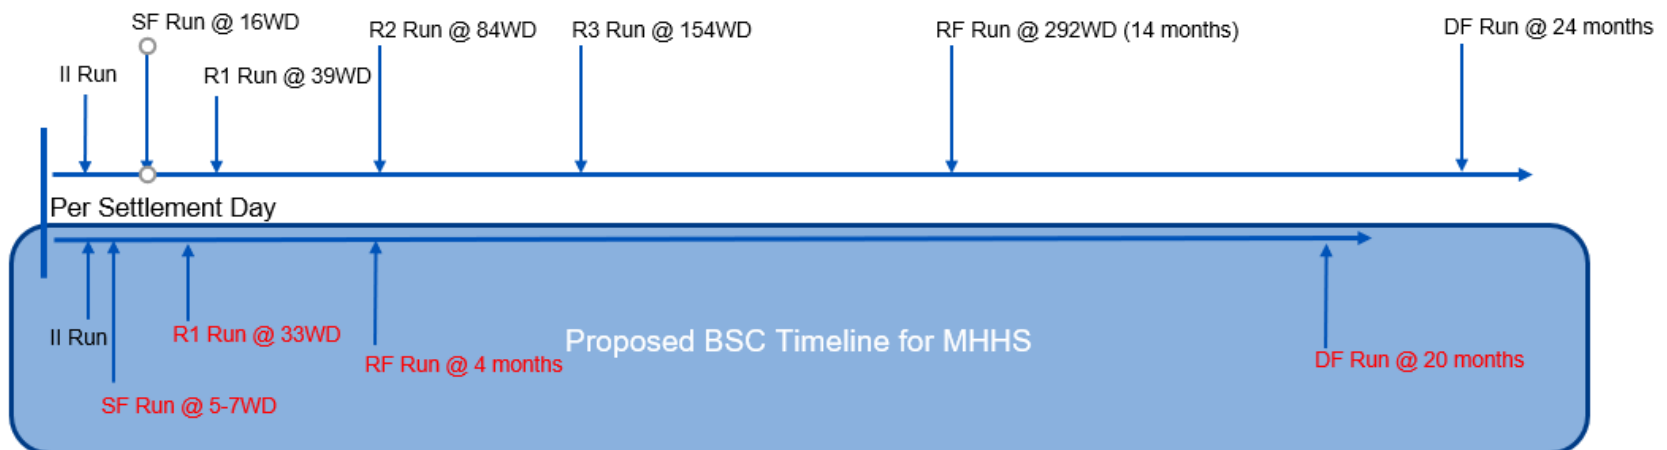 SF Run @ 16WD
R2 Run @ 84WD
R3 Run @ 154WD
RF Run @ 292WD (14 months)
DF Run @ 24 months
II Run
R1 Run @ 39WD
Per Settlement Day
II Run
R1 Run @ 33WD
Proposed BSC Timeline for MHHS
RF Run @ 4 months
DF Run @ 20 months
SF Run @ 5-7WD